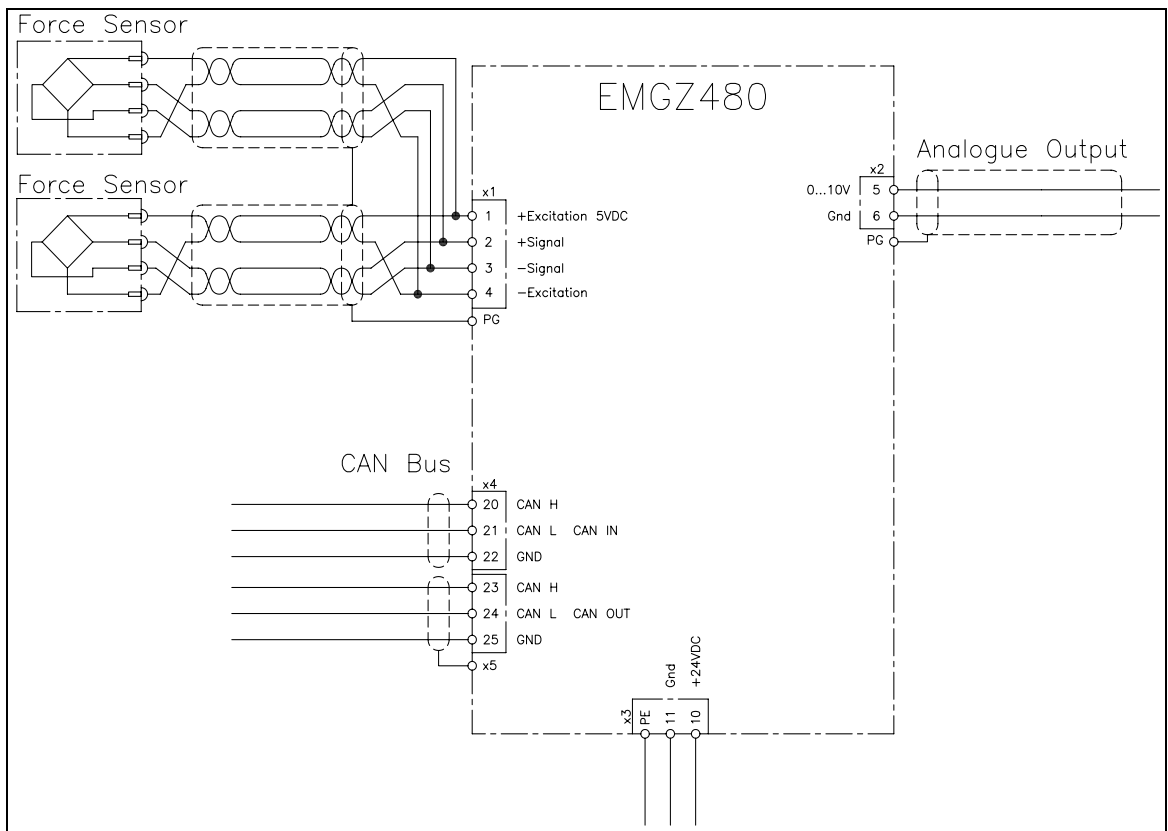 Force Sensor
EMGZ480
Analogue Output
x2
0...10V 5
Gnd 6
PG
Force Sensor
x1
1 +Excitation 5VDC
2 +Signal
3 -Signal
4 -Excitation
PG
CAN Bus
x4
20 CAN H
21 CAN L CAN IN
22 GND
23 CAN H
24 CAN L CAN OUT
25 GND
x5
Gnd
+24VDC
x3
PE
11
10